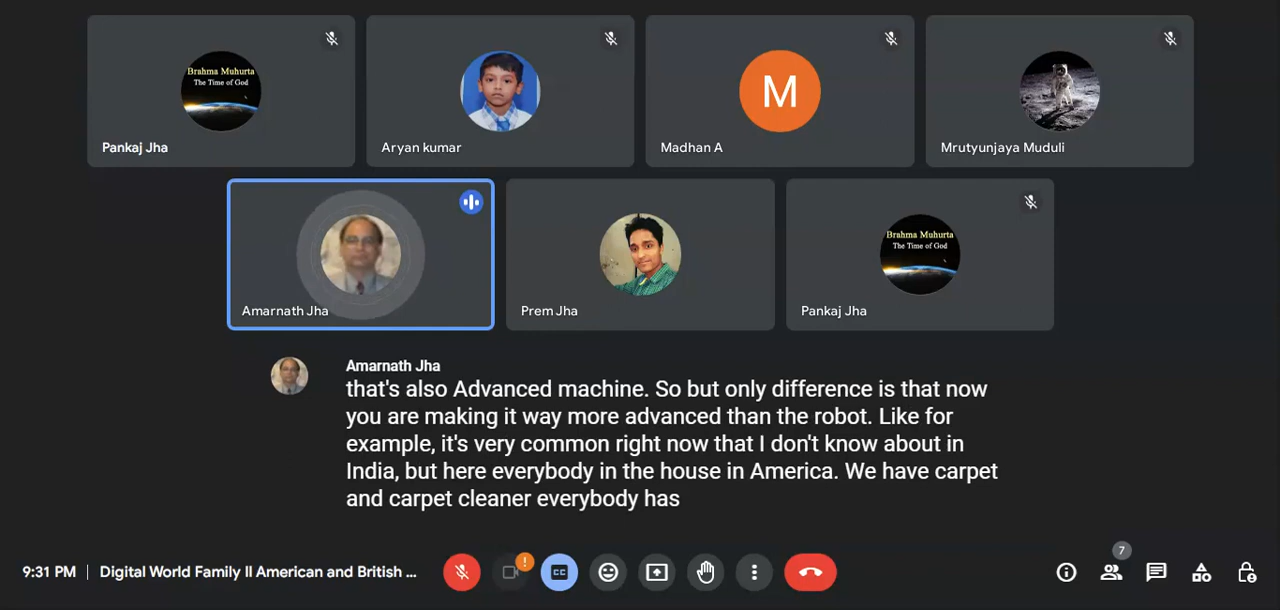 Brahma Muhurta
The Time of God
M
Pankaj Jha
Aryan kumar
Madhan A
Mrutyunjaya Muduli
Brahma Muhurta
The Time of God
Amarnath Jha
Prem Jha
Pankaj Jha
Amarnath Jha
that's also Advanced machine. So but only difference is that now
you are making it way more advanced than the robot. Like for
example, it's very common right now that I don't know about in
India, but here everybody in the house in America. We have carpet
and carpet cleaner everybody has
7
9:31 PM | Digital World Family II American and British ...
!
CC